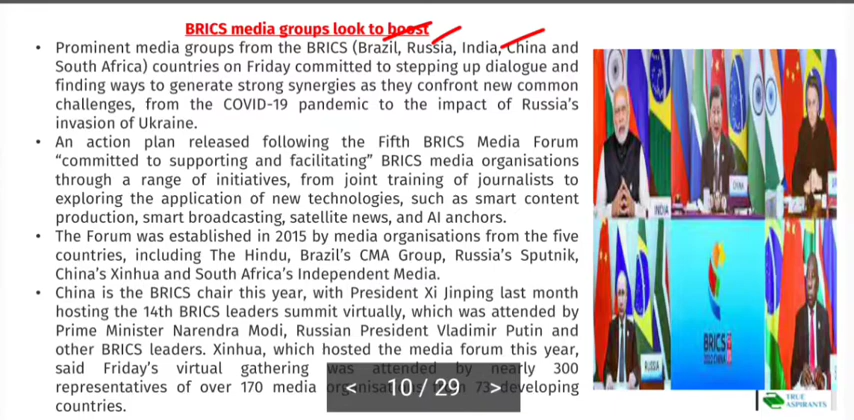 BRICS media groups look to boost
• Prominent media groups from the BRICS (Brazil, Russia, India, China and
South Africa) countries on Friday committed to stepping up dialogue and
finding ways to generate strong synergies as they confront new common
challenges, from the COVID-19 pandemic to the impact of Russia's
invasion of Ukraine.
• An action plan released following the Fifth BRICS Media Forum
“committed to supporting and facilitating” BRICS media organisations
through a range of initiatives, from joint training of journalists to
exploring the application of new technologies, such as smart content
production, smart broadcasting, satellite news, and AI anchors.
• The Forum was established in 2015 by media organisations from the five
countries, including The Hindu, Brazil's CMA Group, Russia's Sputnik,
China's Xinhua and South Africa's Independent Media.
• China is the BRICS chair this year, with President Xi Jinping last month
hosting the 14th BRICS leaders summit virtually, which was attended by
Prime Minister Narendra Modi, Russian President Vladimir Putin and
other BRICS leaders. Xinhua, which hosted the media forum this year,
said Friday's virtual gathering was attended by nearly 300
representatives of over 170 media 73 developing
countries.
< 10 / 29 >
INDIA
CHINA
RUSSIA
BRICS
TRUE
ASPIRANTS